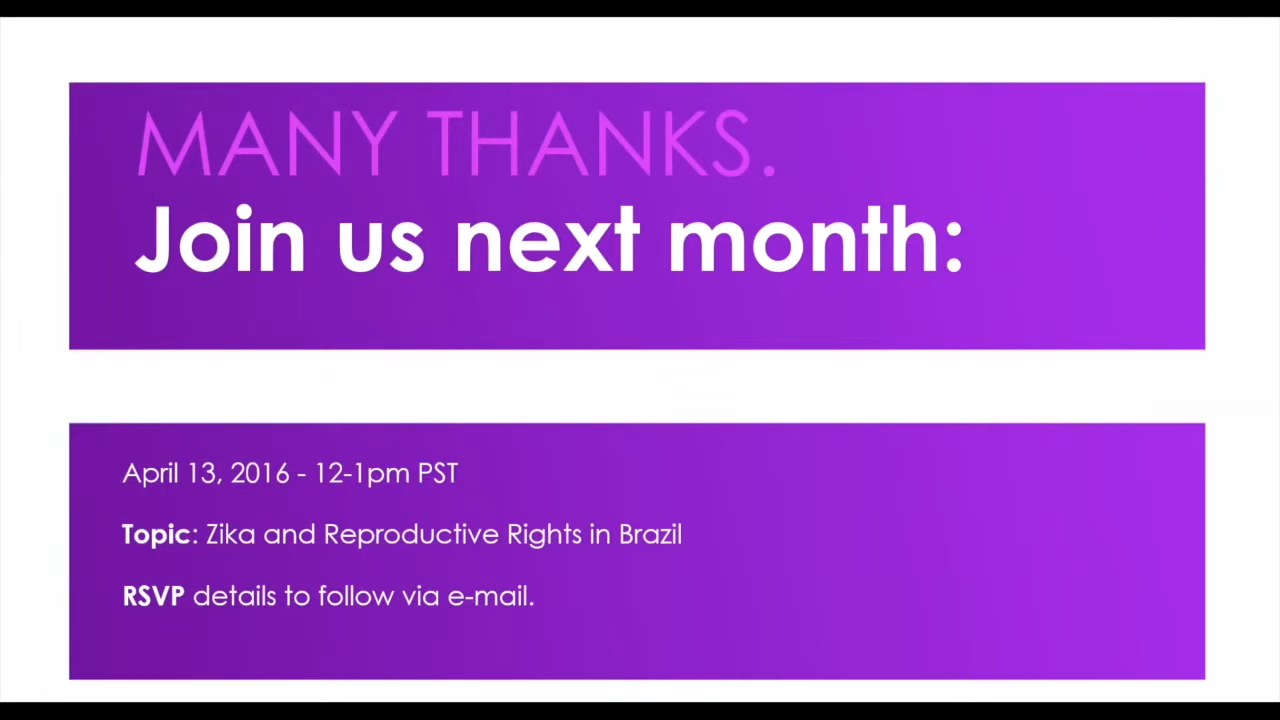 MANY THANKS.
Join us next month:
April 13, 2016 - 12-1pm PST
Topic: Zika and Reproductive Rights in Brazil
RSVP details to follow via e-mail.